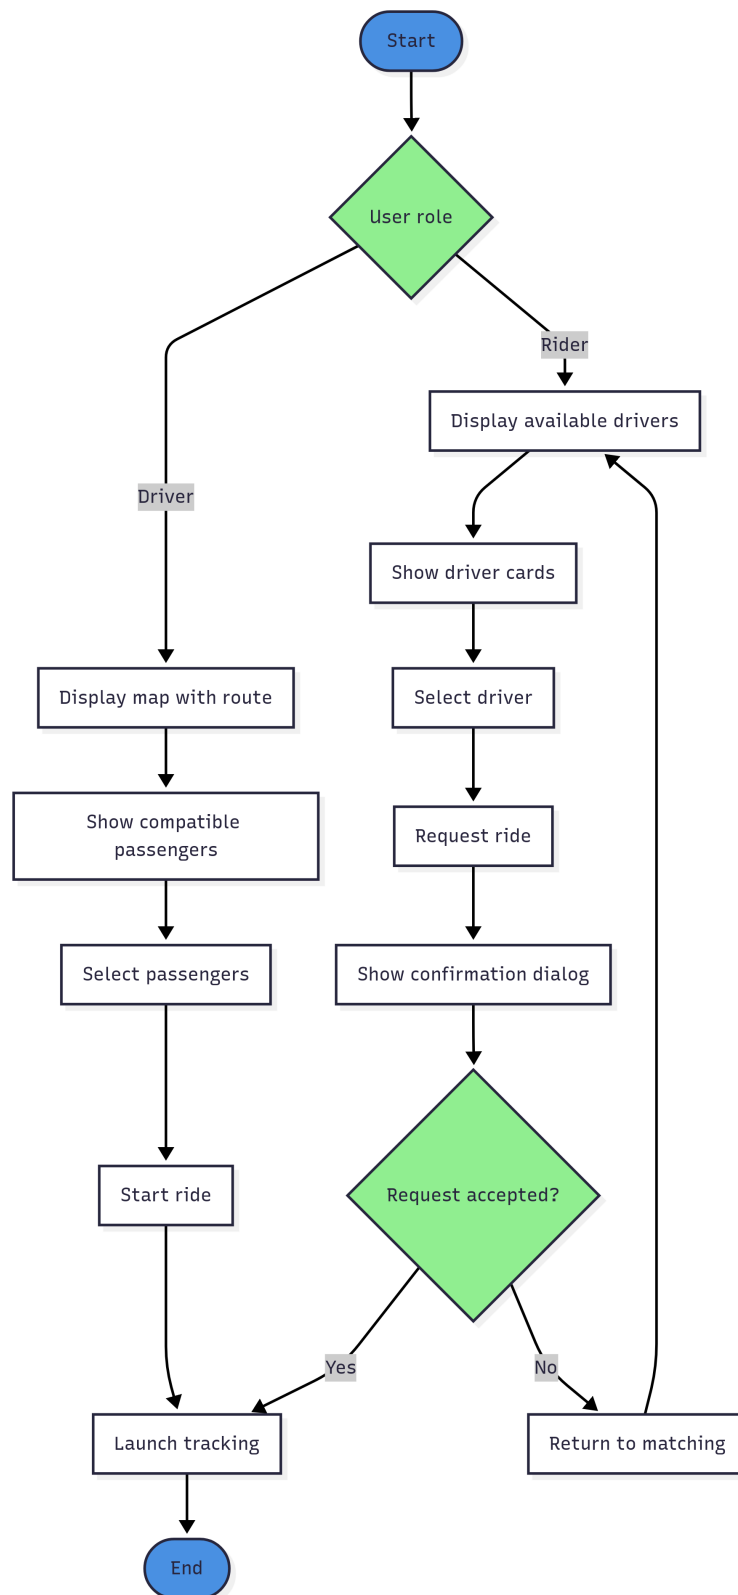 Start
User role
Rider
Display available drivers
Driver
Show driver cards
Display map with route
Select driver
Show compatible
passengers
Request ride
Select passengers
Show confirmation dialog
Start ride
Request accepted?
Yes
No
Launch tracking
Return to matching
End